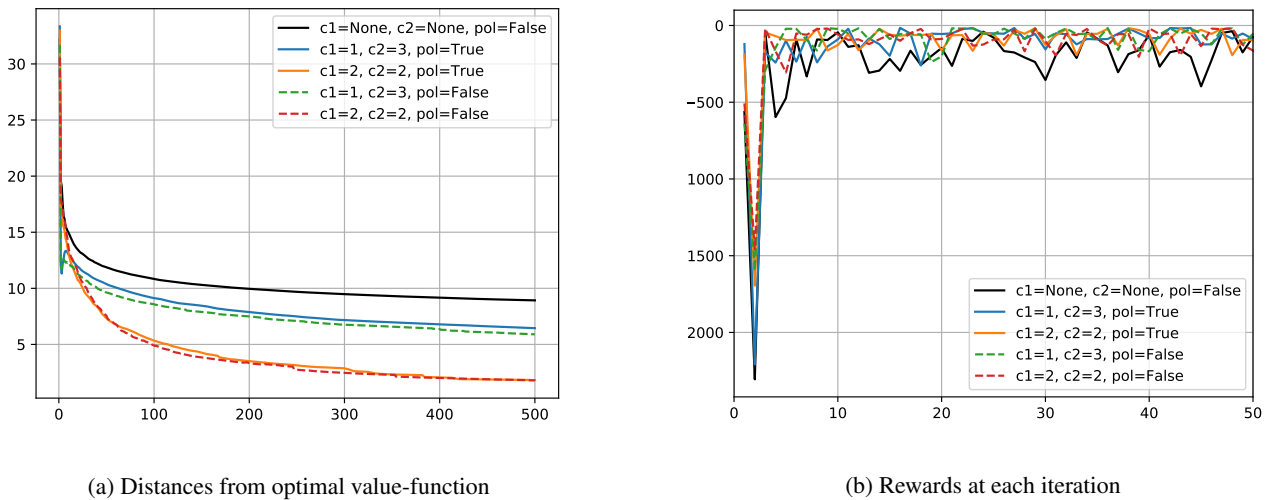 30
25
20
15
10
5
0
100
200
300
400
500
c1=None, c2=None, pol=False
c1=1, c2=3, pol=True
c1=2, c2=2, pol=True
c1=1, c2=3, pol=False
c1=2, c2=2, pol=False
(a) Distances from optimal value-function
0
−500
1000
1500
2000
0
10
20
30
40
50
c1=None, c2=None, pol=False
c1=1, c2=3, pol=True
c1=2, c2=2, pol=True
c1=1, c2=3, pol=False
c1=2, c2=2, pol=False
(b) Rewards at each iteration